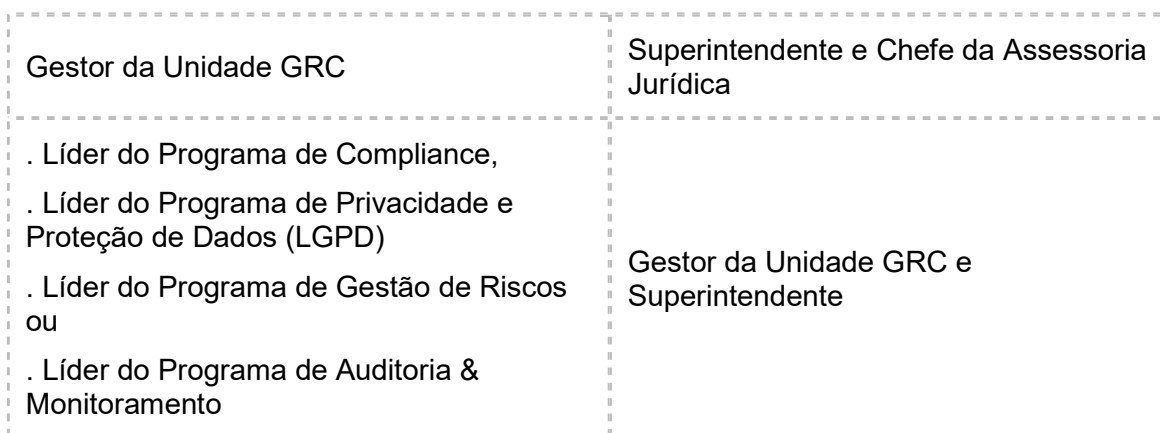 Gestor da Unidade GRC
Superintendente e Chefe da Assessoria
Jurídica
. Líder do Programa de Compliance,
. Líder do Programa de Privacidade e
Proteção de Dados (LGPD)
. Líder do Programa de Gestão de Riscos
ou
. Líder do Programa de Auditoria &
Monitoramento
Gestor da Unidade GRC e
Superintendente